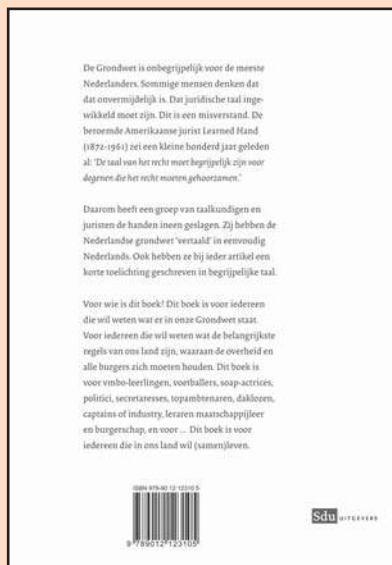 De Grondwet is onbegrijpelijk voor de meeste
Nederlanders. Sommige mensen denken dat
dat onvermijdelijk is. Dat juridische taal inge-
wikkeld moet zijn. Dit is een misverstand. De
beroemde Amerikaanse jurist Learned Hand
(1872-1961) zei een kleine honderd jaar geleden
al: ‘De taal van het recht moet begrijpelijk zijn voor
degenen die het recht moeten gehoorzamen.’
Daarom heeft een groep van taalkundigen en
juristen de handen ineen geslagen. Zij hebben de
Nederlandse grondwet ‘vertaald’ in eenvoudig
Nederlands. Ook hebben ze bij ieder artikel een
korte toelichting geschreven in begrijpelijke taal.
Voor wie is dit boek? Dit boek is voor iedereen
die wil weten wat er in onze Grondwet staat.
Voor iedereen die wil weten wat de belangrijkste
regels van ons land zijn, waaraan de overheid en
alle burgers zich moeten houden. Dit boek is
voor vmbo-leerlingen, voetballers, soap-actrices,
politici, secretaresses, topambtenaren, daklozen,
captains of industry, leraren maatschappijleer
en burgerschap, en voor ... Dit boek is voor
iedereen die in ons land wil (samen)leven.
ISBN 978-90 12 12310 5
9 789012 123105
Sdu UITGEVERS